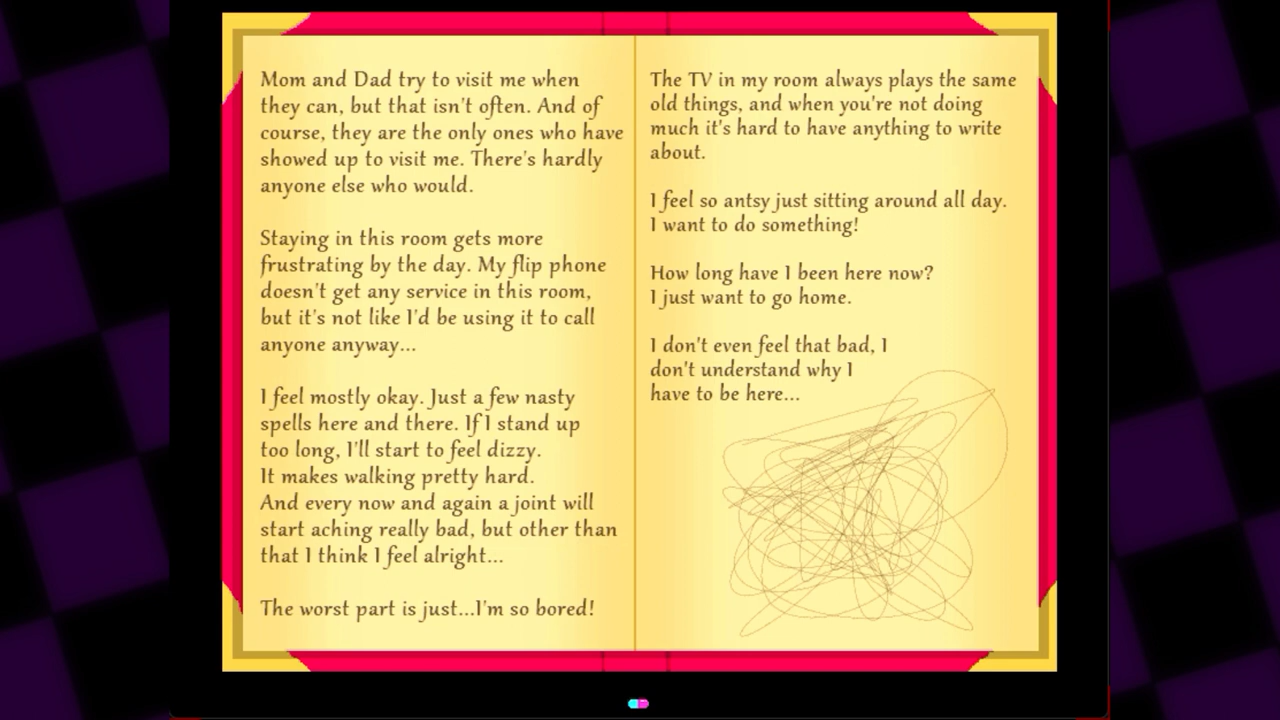 Mom and Dad try to visit me when
they can, but that isn't often. And of
course, they are the only ones who have
showed up to visit me. There's hardly
anyone else who would.
Staying in this room gets more
frustrating by the day. My flip phone
doesn't get any service in this room,
but it's not like I'd be using it to call
anyone anyway...
I feel mostly okay. Just a few nasty
spells here and there. If I stand up
too long, I'll start to feel dizzy.
It makes walking pretty hard.
And every now and again a joint will
start aching really bad, but other than
that I think I feel alright...
The worst part is just...I'm so bored!
The TV in my room always plays the same
old things, and when you're not doing
much it's hard to have anything to write
about.
I feel so antsy just sitting around all day.
I want to do something!
How long have I been here now?
I just want to go home.
I don't even feel that bad, I
don't understand why I
have to be here...